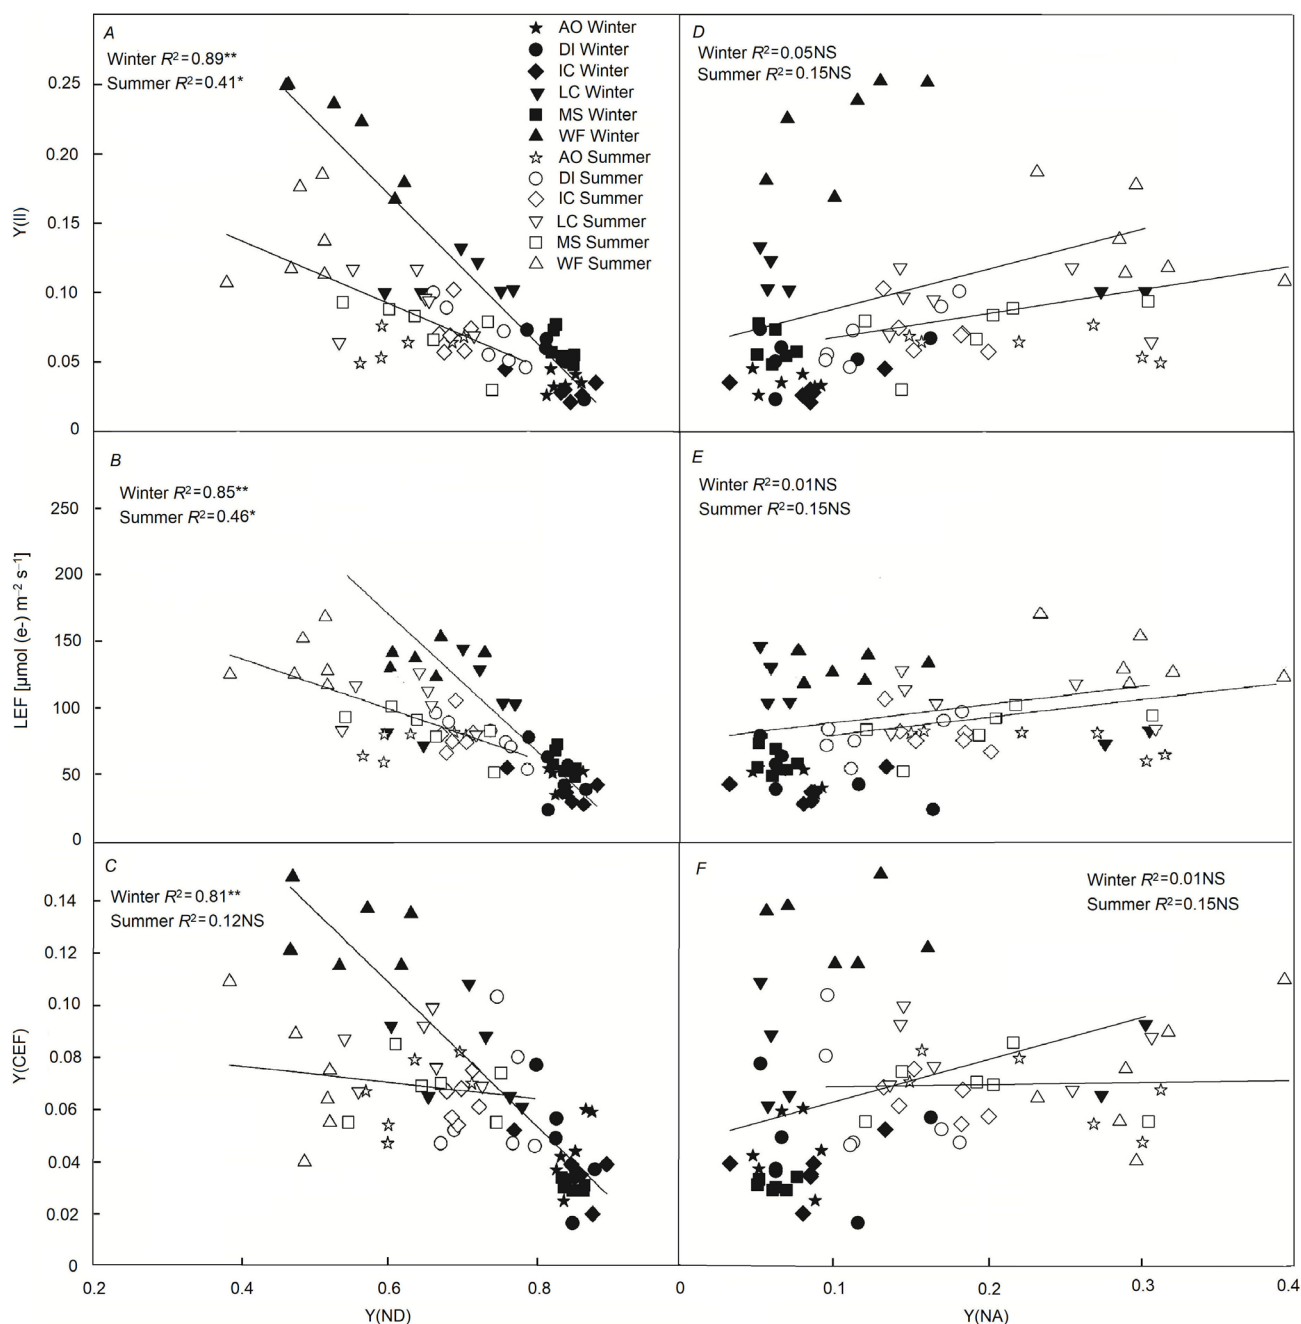 A
Winter R²=0.89**
Summer R²=0.41*
AO Winter
DI Winter
IC Winter
LC Winter
MS Winter
WF Winter
AO Summer
DI Summer
IC Summer
LC Summer
MS Summer
WF Summer
D
Winter R²=0.05NS
Summer R²=0.15NS
Y(II)
0.25
0.20
0.15
0.10
0.05
0
B
Winter R²=0.85**
Summer R²=0.46*
E
Winter R²=0.01NS
Summer R²=0.15NS
LEF [µmol (e-) m⁻² s⁻¹]
250
200
150
100
50
0
C
Winter R²=0.81**
Summer R²=0.12NS
F
Winter R²=0.01NS
Summer R²=0.15NS
Y(CEF)
0.14
0.12
0.10
0.08
0.06
0.04
0.02
0
0.2 0.4 0.6 0.8 0 0.1 0.2 0.3 0.4
Y(ND) Y(NA)